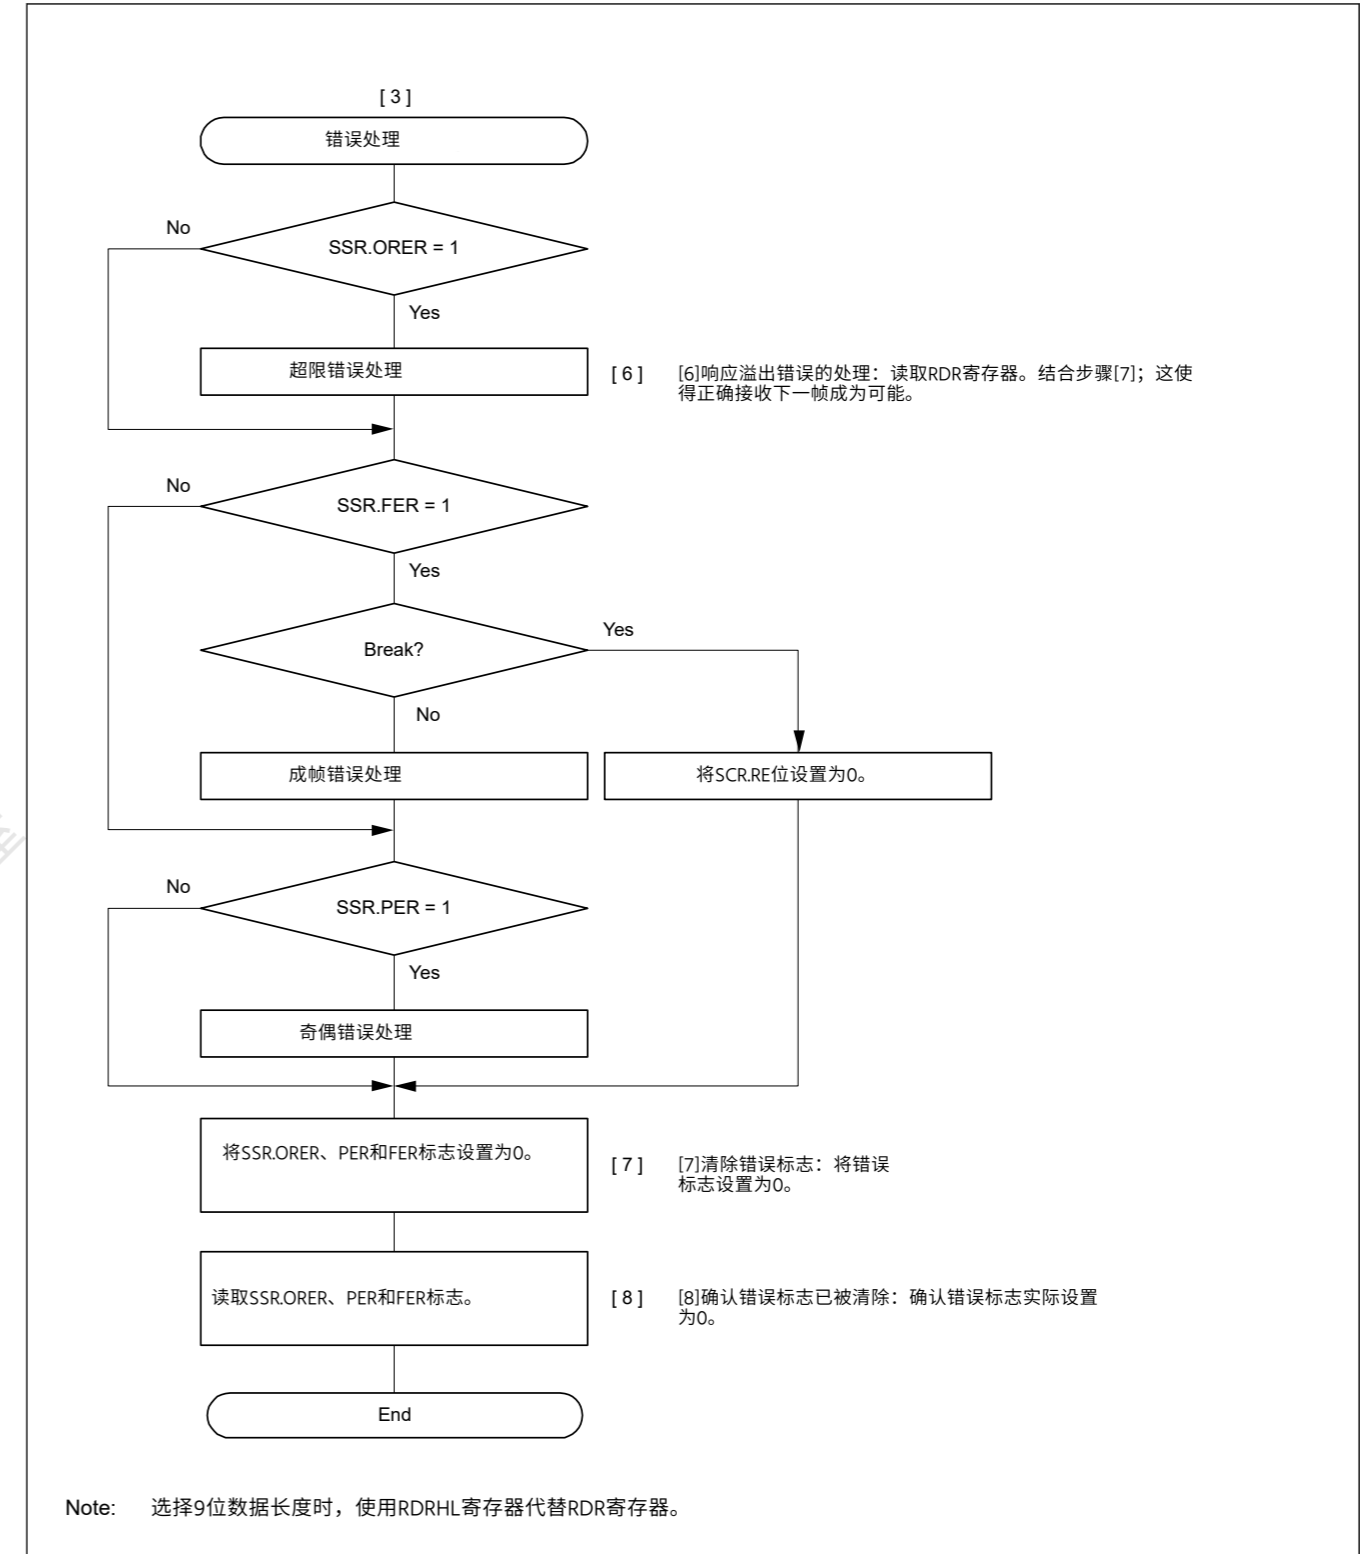 [ 3 ]
错误处理
No
SSR.ORER = 1
Yes
超限错误处理
[ 6 ]
[6]响应溢出错误的处理：读取RDR寄存器。结合步骤[7]；这使
得正确接收下一帧成为可能。
No
SSR.FER = 1
Yes
Break?
Yes
No
成帧错误处理
将SCR.RE位设置为0。
No
SSR.PER = 1
Yes
奇偶错误处理
将SSR.ORER、PER和FER标志设置为0。
[ 7 ]
[7]清除错误标志：将错误
标志设置为0。
读取SSR.ORER、PER和FER标志。
[ 8 ]
[8]确认错误标志已被清除：确认错误标志实际设置
为0。
End
Note: 选择9位数据长度时，使用RDRHL寄存器代替RDR寄存器。